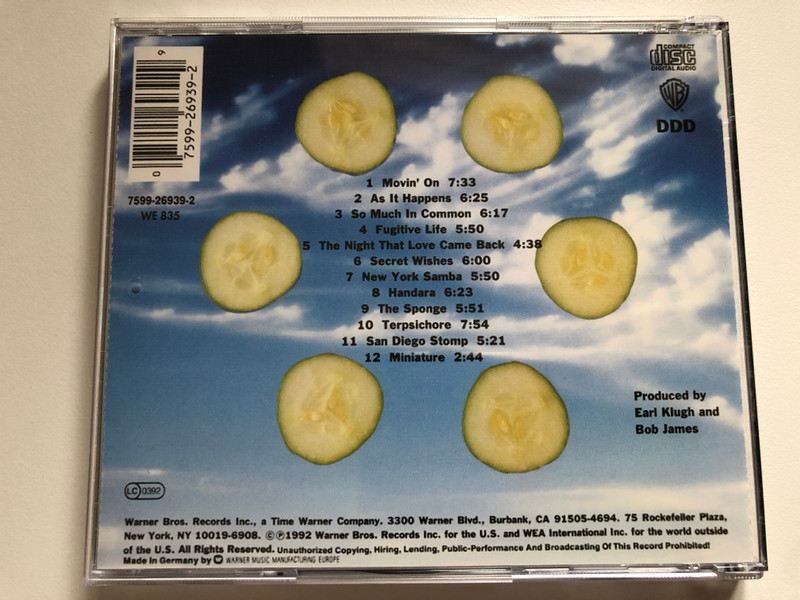 9
7599-26939-2
0
COMPACT
disc
DIGITAL AUDIO
WB
DDD
7599-26939-2
WE 835
1 Movin' On 7:33
2 As It Happens 6:25
3 So Much In Common 6:17
4 Fugitive Life 5:50
5 The Night That Love Came Back 4:38
6 Secret Wishes 6:00
7 New York Samba 5:50
8 Handara 6:23
9 The Sponge 5:51
10 Terpsichore 7:54
11 San Diego Stomp 5:21
12 Miniature 2:44
Produced by
Earl Klugh and
Bob James
LC 0392
Warner Bros. Records Inc., a Time Warner Company. 3300 Warner Blvd., Burbank, CA 91505-4694. 75 Rockefeller Plaza,
New York, NY 10019-6908. ©℗1992 Warner Bros. Records Inc. for the U.S. and WEA International Inc. for the world outside
of the U.S. All Rights Reserved. Unauthorized Copying, Hiring, Lending, Public-Performance And Broadcasting Of This Record Prohibited!
Made in Germany by WARNER MUSIC MANUFACTURING EUROPE